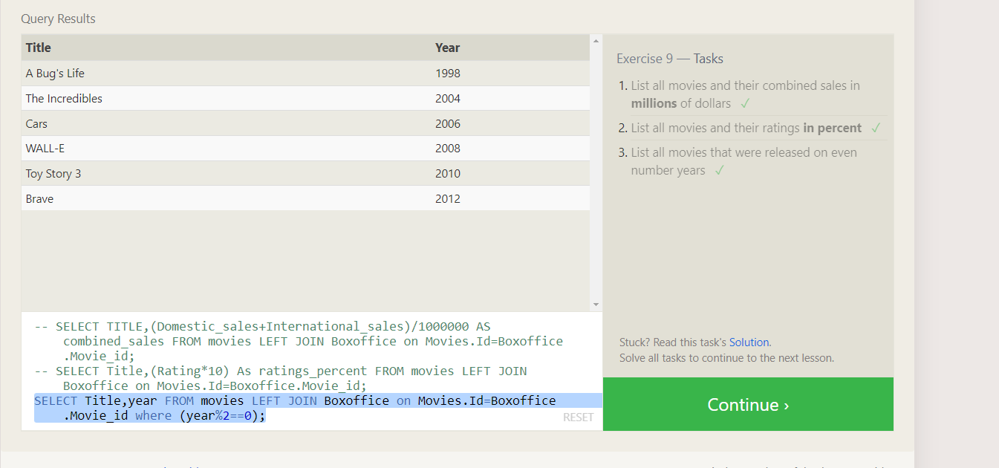 Query Results
Title Year
A Bug's Life 1998
The Incredibles 2004
Cars 2006
WALL-E 2008
Toy Story 3 2010
Brave 2012
-- SELECT TITLE,(Domestic_sales+International_sales)/1000000 AS
combined_sales FROM movies LEFT JOIN Boxoffice on Movies.Id=Boxoffice
.Movie_id;
-- SELECT Title,(Rating*10) As ratings_percent FROM movies LEFT JOIN
Boxoffice on Movies.Id=Boxoffice.Movie_id;
SELECT Title,year FROM movies LEFT JOIN Boxoffice on Movies.Id=Boxoffice
.Movie_id where (year%2==0);
RESET
Exercise 9 — Tasks
1. List all movies and their combined sales in
millions of dollars ✓
2. List all movies and their ratings in percent ✓
3. List all movies that were released on even
number years ✓
Stuck? Read this task's Solution.
Solve all tasks to continue to the next lesson.
Continue ›